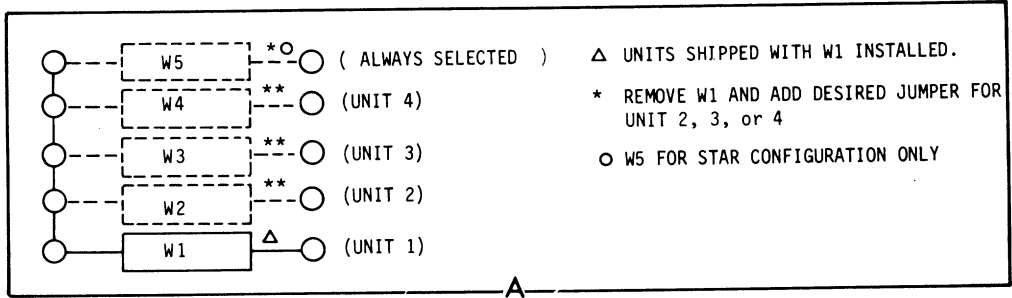 W5 *○ ( ALWAYS SELECTED )
W4 ** (UNIT 4)
W3 ** (UNIT 3)
W2 ** (UNIT 2)
W1 △ (UNIT 1)
△ UNITS SHIPPED WITH W1 INSTALLED.
* REMOVE W1 AND ADD DESIRED JUMPER FOR
UNIT 2, 3, or 4
○ W5 FOR STAR CONFIGURATION ONLY
A